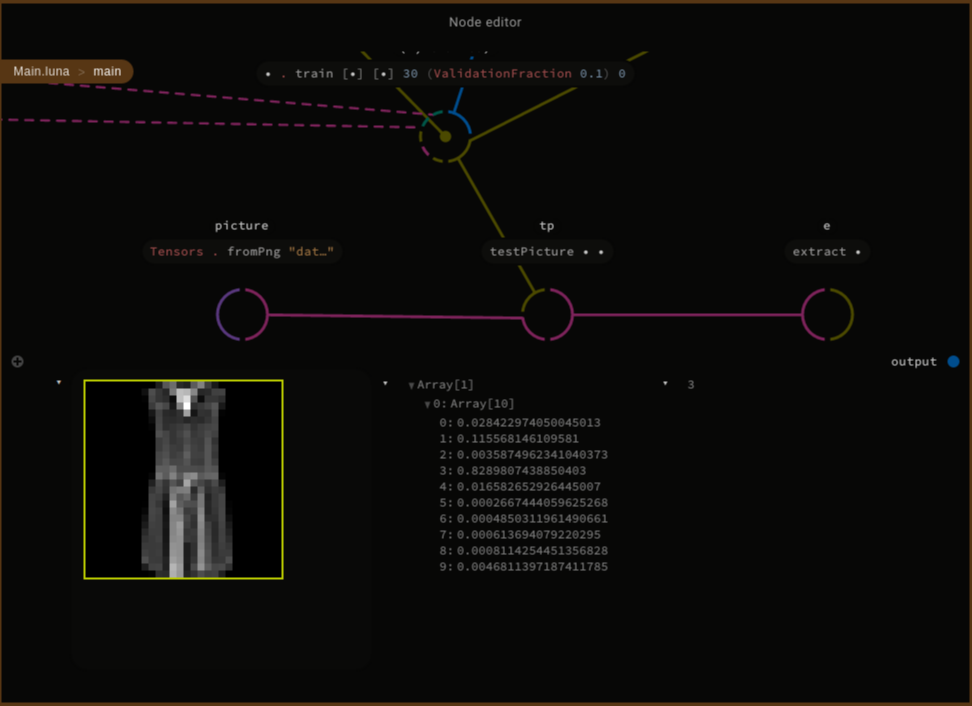 Node editor
Main.luna > main
• . train [•] [•] 30 (ValidationFraction 0.1) 0
picture
tp
e
Tensors . fromPng "dat…"
testPicture • •
extract •
output
▾ ▾Array[1] ▾ 3
▾0: Array[10]
0: 0.028422974050045013
1: 0.115568146109581
2: 0.0035874962341040373
3: 0.8289807438850403
4: 0.016582652926445007
5: 0.0002667444059625268
6: 0.0004850311961490661
7: 0.000613694079220295
8: 0.0008114254451356828
9: 0.0046811397187411785